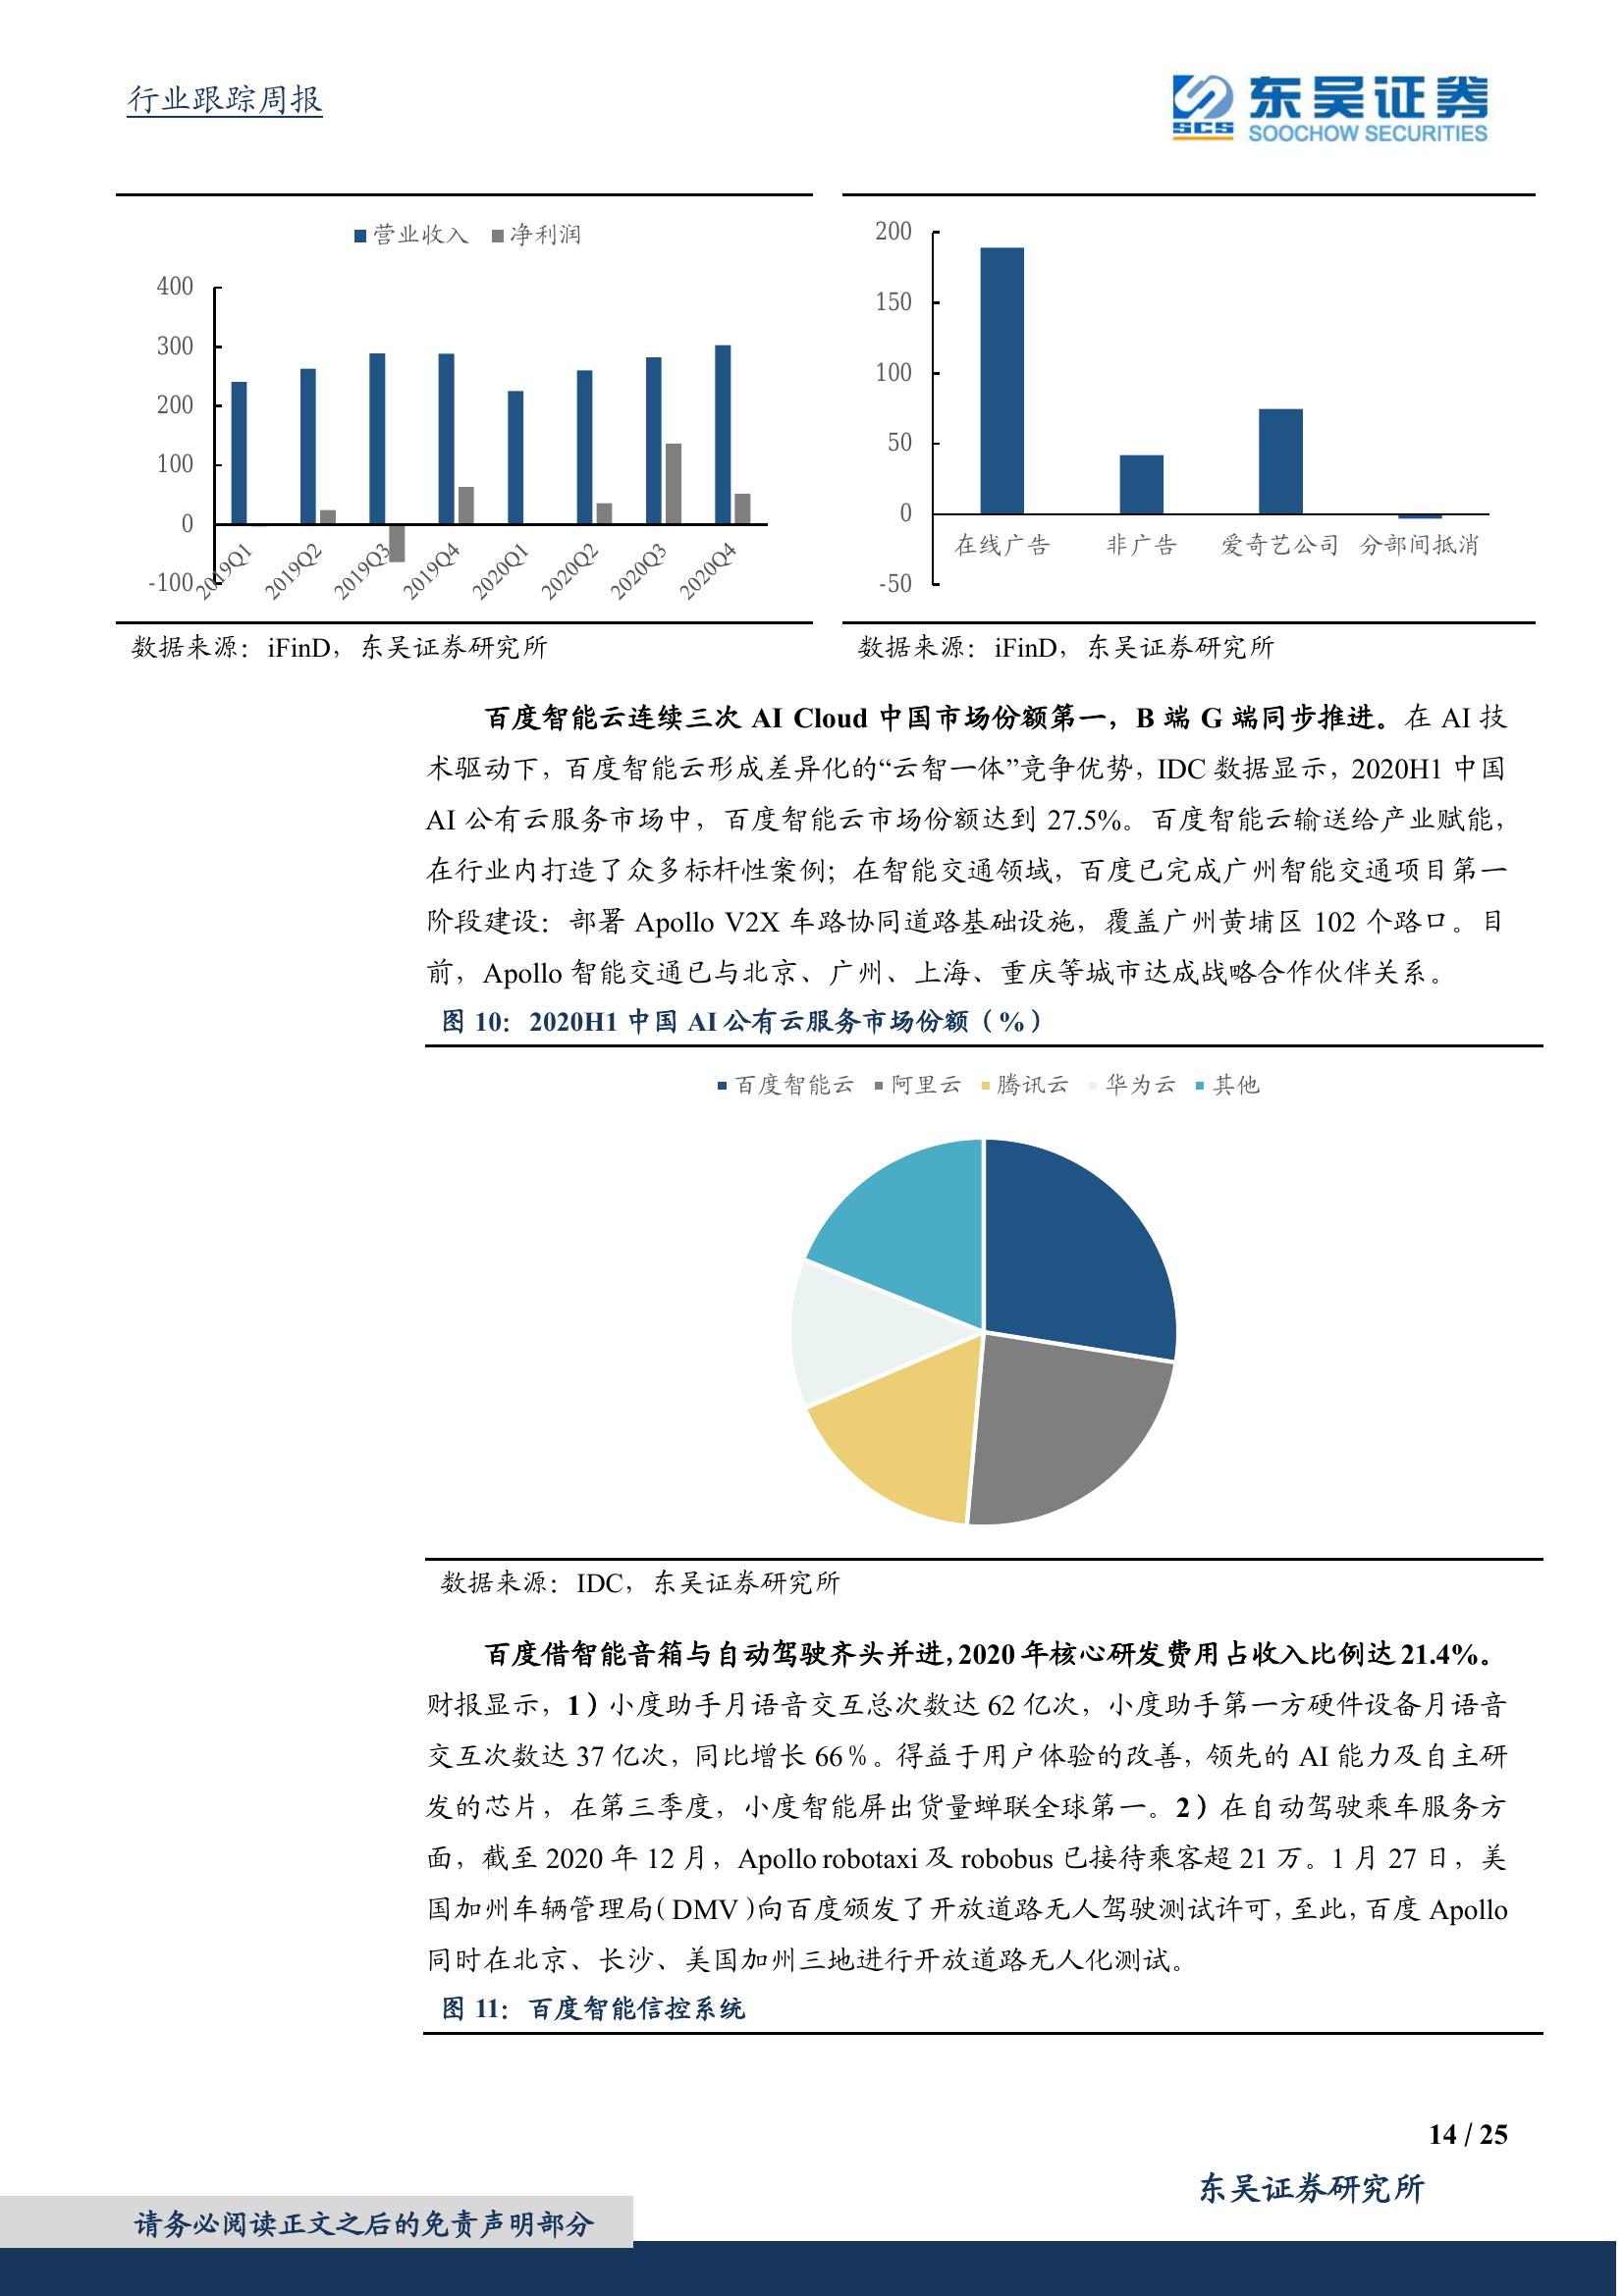 行业跟踪周报
SCS
东吴证券
SOOCHOW SECURITIES
营业收入 净利润
400
300
200
100
0
-100
2019Q1 2019Q2 2019Q3 2019Q4 2020Q1 2020Q2 2020Q3 2020Q4
数据来源：iFinD，东吴证券研究所
200
150
100
50
0
-50
在线广告 非广告 爱奇艺公司 分部间抵消
数据来源：iFinD，东吴证券研究所
百度智能云连续三次 AI Cloud 中国市场份额第一，B 端 G 端同步推进。在 AI 技
术驱动下，百度智能云形成差异化的“云智一体”竞争优势，IDC 数据显示，2020H1 中国
AI 公有云服务市场中，百度智能云市场份额达到 27.5%。百度智能云输送给产业赋能，
在行业内打造了众多标杆性案例；在智能交通领域，百度已完成广州智能交通项目第一
阶段建设：部署 Apollo V2X 车路协同道路基础设施，覆盖广州黄埔区 102 个路口。目
前，Apollo 智能交通已与北京、广州、上海、重庆等城市达成战略合作伙伴关系。
图 10：2020H1 中国 AI 公有云服务市场份额（%）
百度智能云 阿里云 腾讯云 华为云 其他
数据来源：IDC，东吴证券研究所
百度借智能音箱与自动驾驶齐头并进，2020 年核心研发费用占收入比例达 21.4%。
财报显示，1）小度助手月语音交互总次数达 62 亿次，小度助手第一方硬件设备月语音
交互次数达 37 亿次，同比增长 66％。得益于用户体验的改善，领先的 AI 能力及自主研
发的芯片，在第三季度，小度智能屏出货量蝉联全球第一。2）在自动驾驶乘车服务方
面，截至 2020 年 12 月，Apollo robotaxi 及 robobus 已接待乘客超 21 万。1 月 27 日，美
国加州车辆管理局（DMV）向百度颁发了开放道路无人驾驶测试许可，至此，百度 Apollo
同时在北京、长沙、美国加州三地进行开放道路无人化测试。
图 11：百度智能信控系统
14 / 25
东吴证券研究所
请务必阅读正文之后的免责声明部分